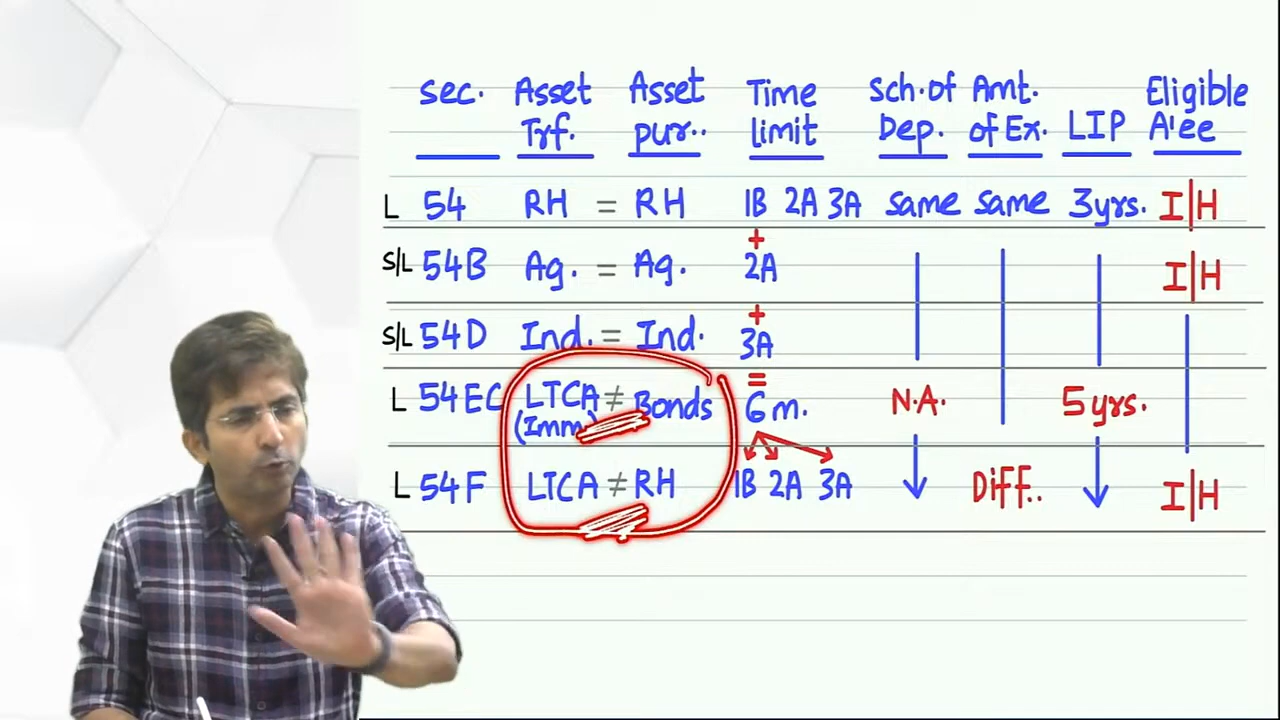 Sec. Asset Trf. Asset pur.. Time limit Sch. of Dep. Amt. of Ex. LIP Eligible A'ee
L 54 RH = RH 1B 2A 3A same same 3yrs. I|H
+
S/L 54B Ag. = Ag. 2A I|H
+
S/L 54D Ind. = Ind. 3A
=
L 54EC LTCA ≠ Bonds 6m. N.A. 5yrs.
(Imm
L 54F LTCA ≠ RH 1B 2A 3A Diff.. I|H